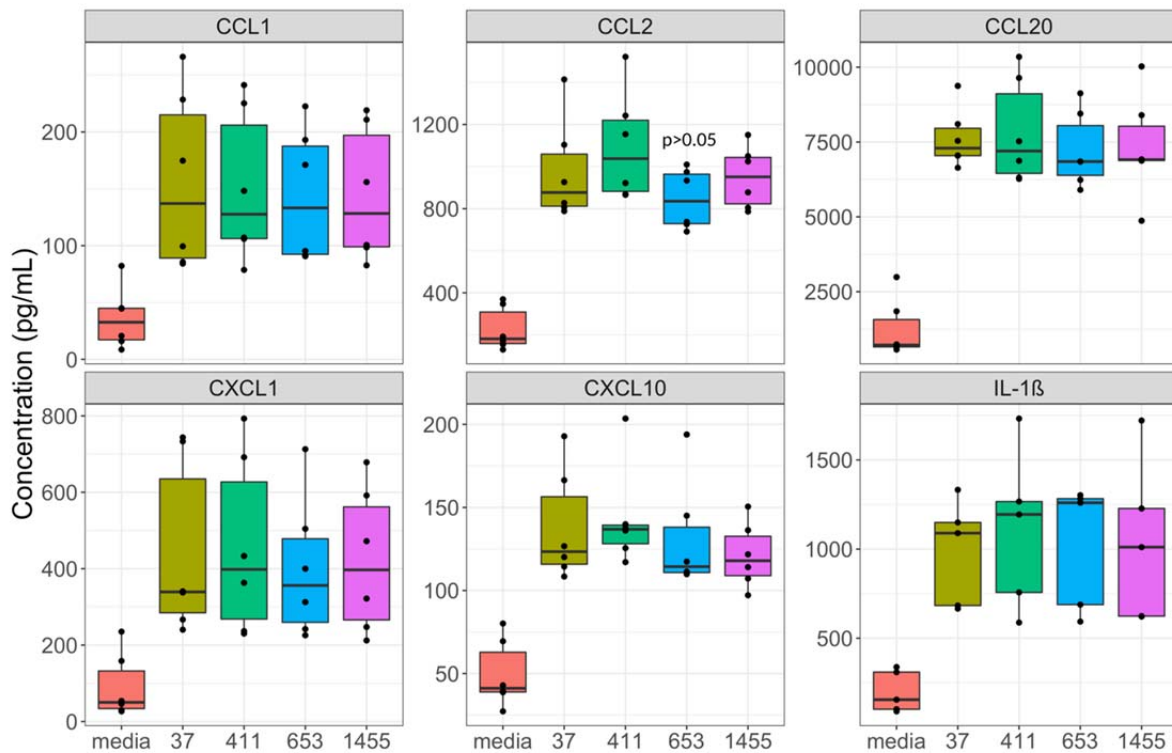 CCL1
CCL2
CCL20
Concentration (pg/mL)
200
100
0
1200
800
400
p>0.05
10000
7500
5000
2500
CXCL1
CXCL10
IL-1ß
800
600
400
200
0
200
150
100
50
1500
1000
500
media 37 411 653 1455
media 37 411 653 1455
media 37 411 653 1455